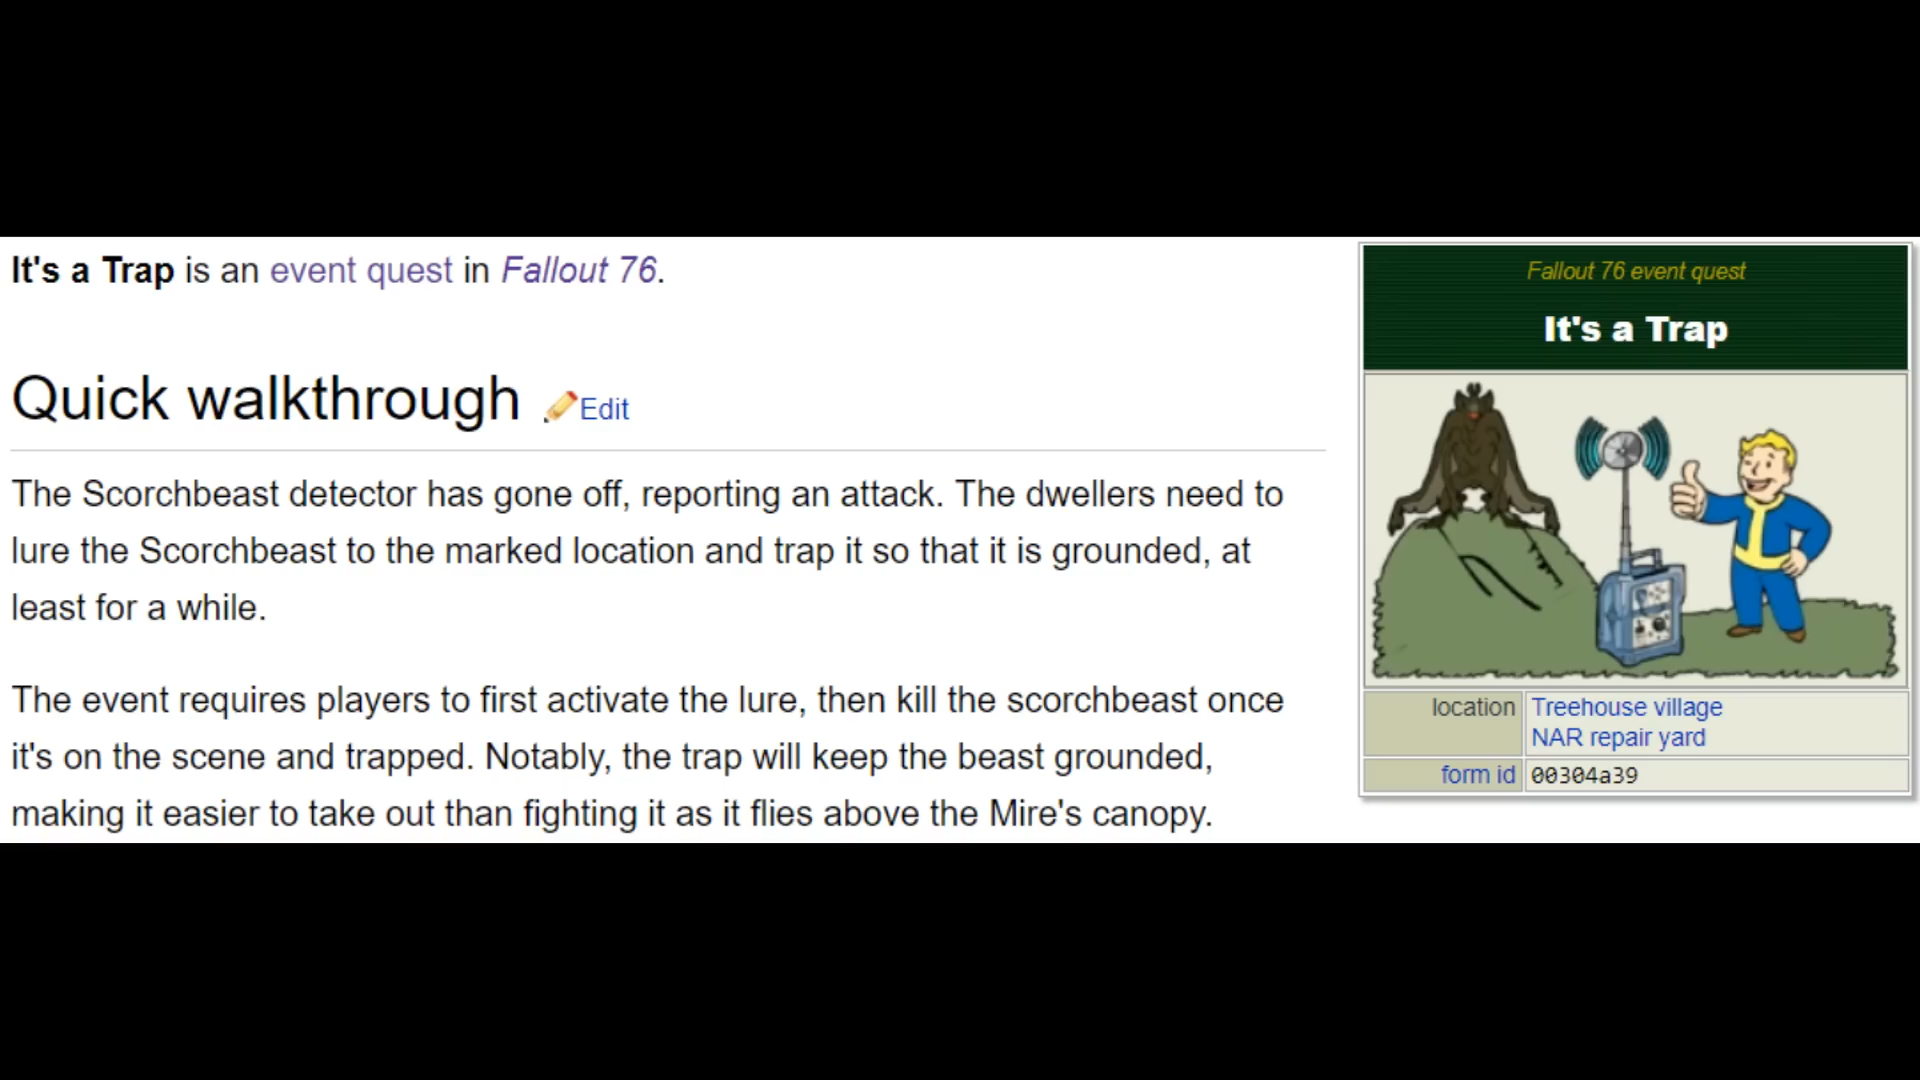 It's a Trap is an event quest in Fallout 76.
Quick walkthrough Edit
The Scorchbeast detector has gone off, reporting an attack. The dwellers need to
lure the Scorchbeast to the marked location and trap it so that it is grounded, at
least for a while.
The event requires players to first activate the lure, then kill the scorchbeast once
it's on the scene and trapped. Notably, the trap will keep the beast grounded,
making it easier to take out than fighting it as it flies above the Mire's canopy.
Fallout 76 event quest
It's a Trap
location Treehouse village
NAR repair yard
form id 00304a39